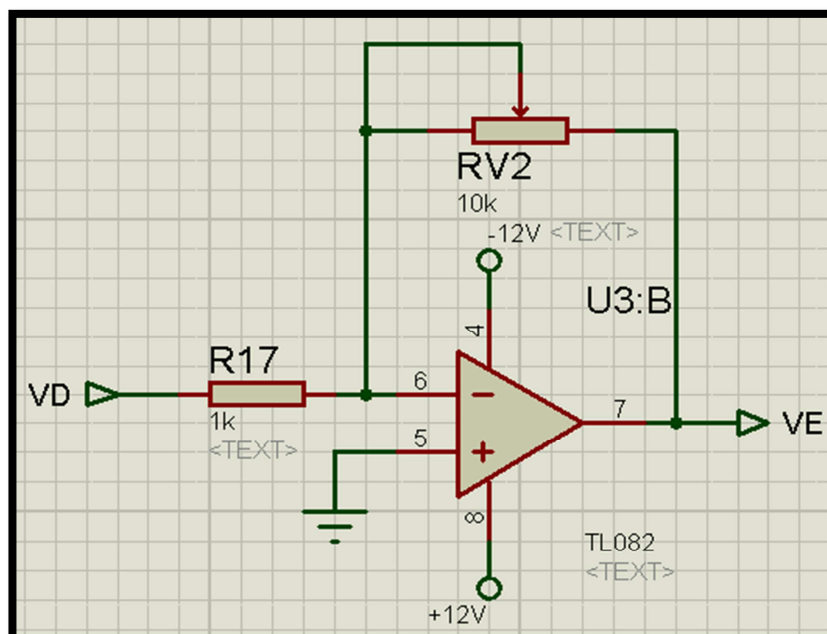 RV2
10k
-12V <TEXT>
U3:B
4
R17
VD
6
1k
<TEXT>
7
VE
5
8
TL082
<TEXT>
+12V